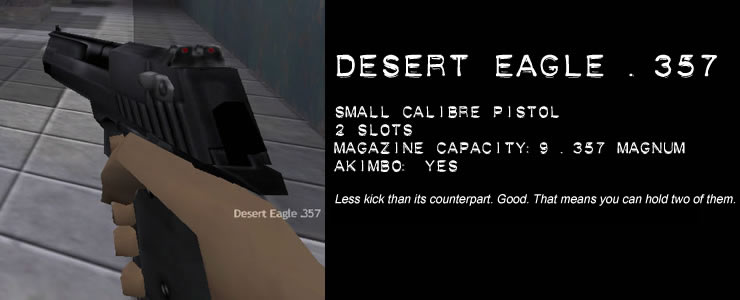 DESERT EAGLE .357
SMALL CALIBRE PISTOL
2 SLOTS
MAGAZINE CAPACITY: 9 .357 MAGNUM
AKIMBO: YES
Less kick than its counterpart. Good. That means you can hold two of them.
Desert Eagle .357